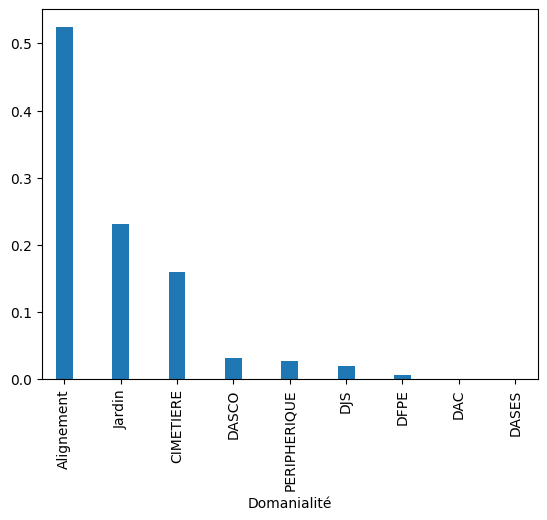 0.5
0.4
0.3
0.2
0.1
0.0
Alignement
Jardin
CIMETIERE
DASCO
PERIPHERIQUE
DJS
DFPE
DAC
DASES
Domanialité